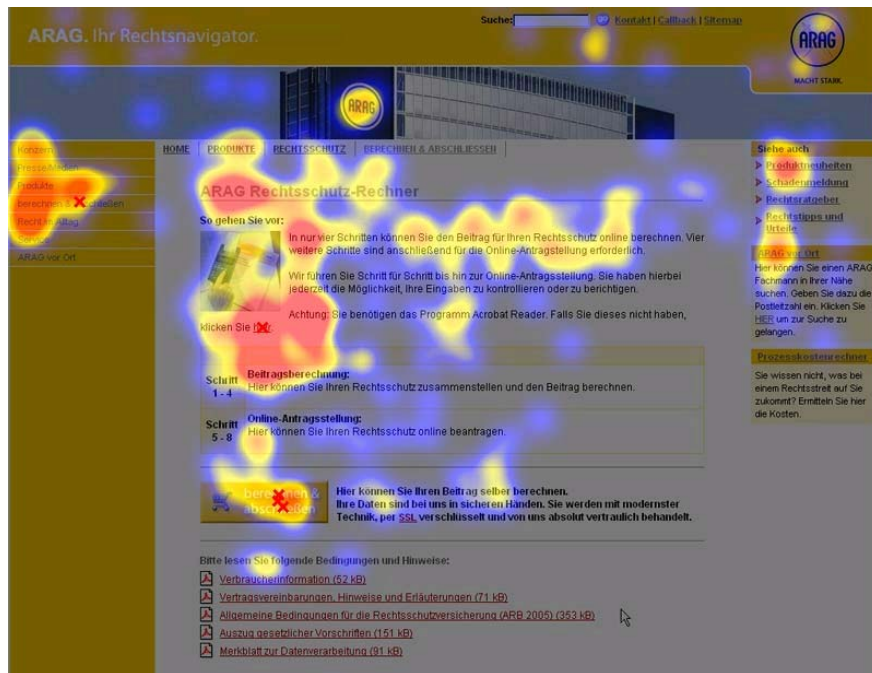 Suche:
Kontakt | Callback | Sitemap
ARAG. Ihr Rechtsnavigator.
ARAG
MACHT STARK.
ARAG
Konzern
Presse/Medien
Produkte
berechnen & schließen
Recht im Alltag
Service
ARAG vor Ort
HOME | PRODUKTE | RECHTSSCHUTZ | BERECHNEN & ABSCHLIESSEN |
ARAG Rechtsschutz-Rechner
So gehen Sie vor:
In nur vier Schritten können Sie den Beitrag für Ihren Rechtsschutz online berechnen. Vier
weitere Schritte sind anschließend für die Online-Antragstellung erforderlich.
Wir führen Sie Schritt für Schritt bis hin zur Online-Antragsstellung. Sie haben hierbei
jederzeit die Möglichkeit, Ihre Eingaben zu kontrollieren oder zu berichtigen.
Achtung: Sie benötigen das Programm Acrobat Reader. Falls Sie dieses nicht haben,
klicken Sie hier.
Schritt
1 - 4
Beitragsberechnung:
Hier können Sie Ihren Rechtsschutz zusammenstellen und den Beitrag berechnen.
Schritt
5 - 8
Online-Antragsstellung:
Hier können Sie Ihren Rechtsschutz online beantragen.
berechnen &
abschließen
Hier können Sie Ihren Beitrag selber berechnen.
Ihre Daten sind bei uns in sicheren Händen. Sie werden mit modernster
Technik, per SSL verschlüsselt und von uns absolut vertraulich behandelt.
Bitte lesen Sie folgende Bedingungen und Hinweise:
Verbraucherinformation (52 kB)
Vertragsvereinbarungen, Hinweise und Erläuterungen (71 kB)
Allgemeine Bedingungen für die Rechtsschutzversicherung (ARB 2005) (353 kB)
Auszug gesetzlicher Vorschriften (151 kB)
Merkblatt zur Datenverarbeitung (91 kB)
Siehe auch
Produktneuheiten
Schadenmeldung
Rechtsratgeber
Rechtstipps und
Urteile
ARAG vor Ort
Hier können Sie einen ARAG
Fachmann in Ihrer Nähe
suchen. Geben Sie dazu die
Postleitzahl ein. Klicken Sie
HIER um zur Suche zu
gelangen.
Prozesskostenrechner
Sie wissen nicht, was bei
einem Rechtsstreit auf Sie
zukommt? Ermitteln Sie hier
die Kosten.